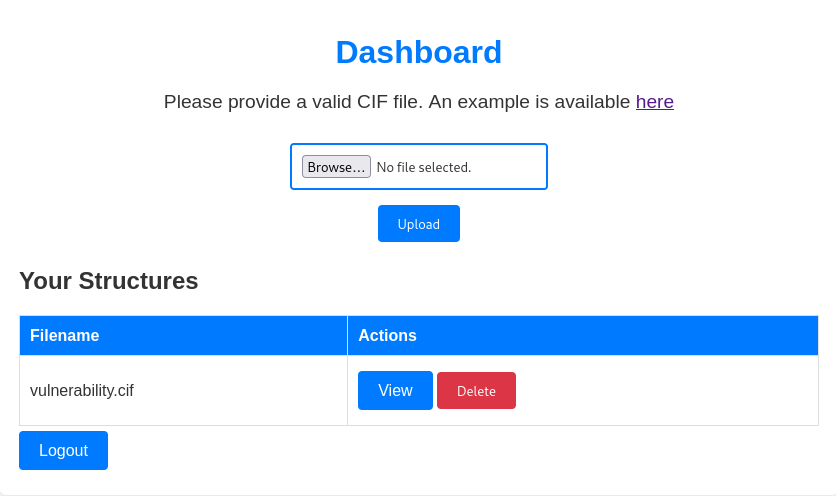 Dashboard
Please provide a valid CIF file. An example is available here
Browse... No file selected.
Upload
Your Structures
Filename Actions
vulnerability.cif View Delete
Logout